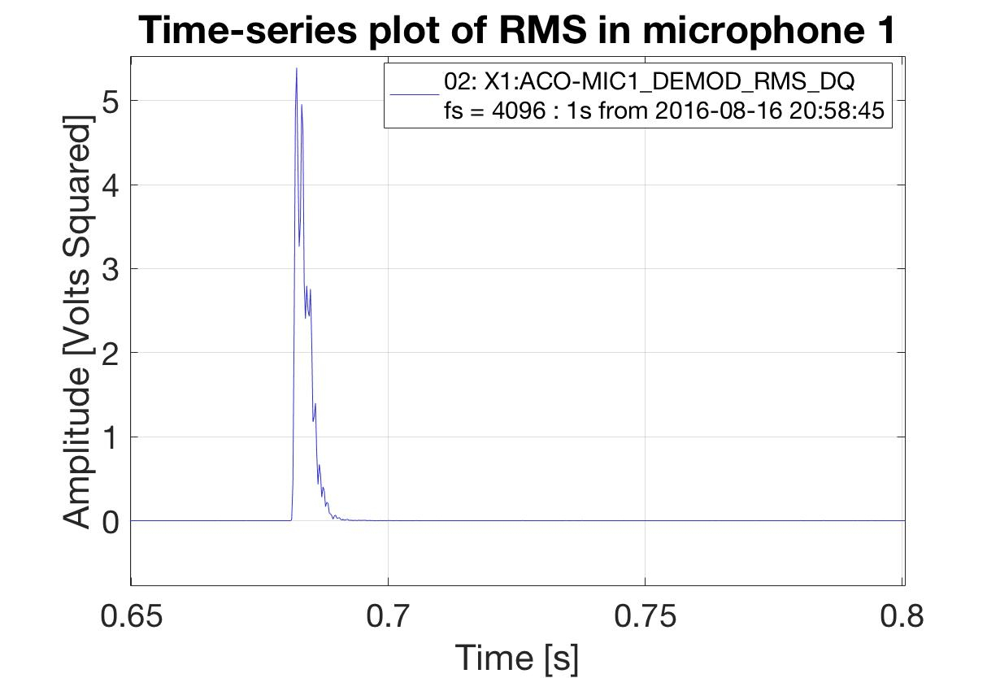 Time-series plot of RMS in microphone 1
02: X1:ACO-MIC1_DEMOD_RMS_DQ
fs = 4096 : 1s from 2016-08-16 20:58:45
Amplitude [Volts Squared]
5
4
3
2
1
0
0.65
0.7
0.75
0.8
Time [s]